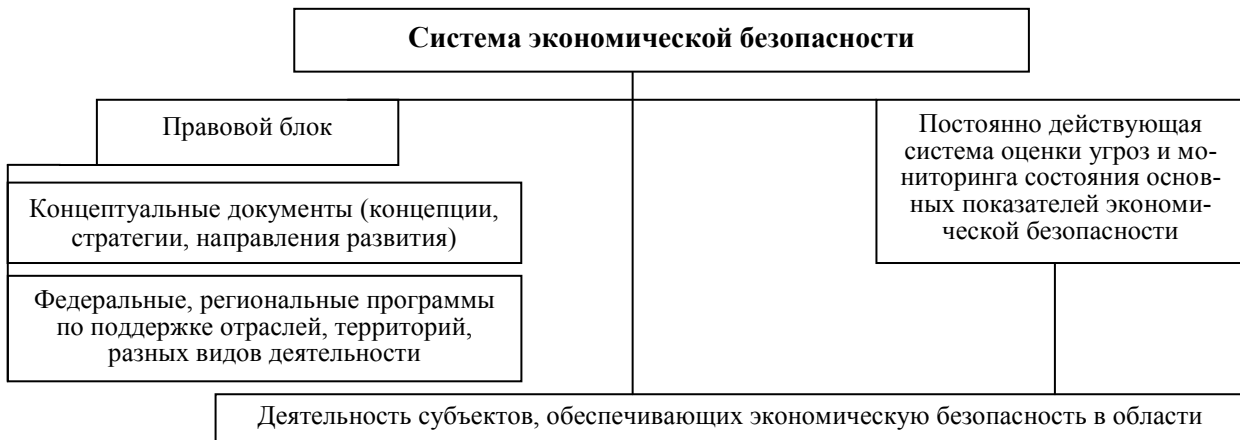 Система экономической безопасности
Правовой блок
Концептуальные документы (концепции,
стратегии, направления развития)
Федеральные, региональные программы
по поддержке отраслей, территорий,
разных видов деятельности
Постоянно действующая
система оценки угроз и мо-
ниторинга состояния основ-
ных показателей экономи-
ческой безопасности
Деятельность субъектов, обеспечивающих экономическую безопасность в области